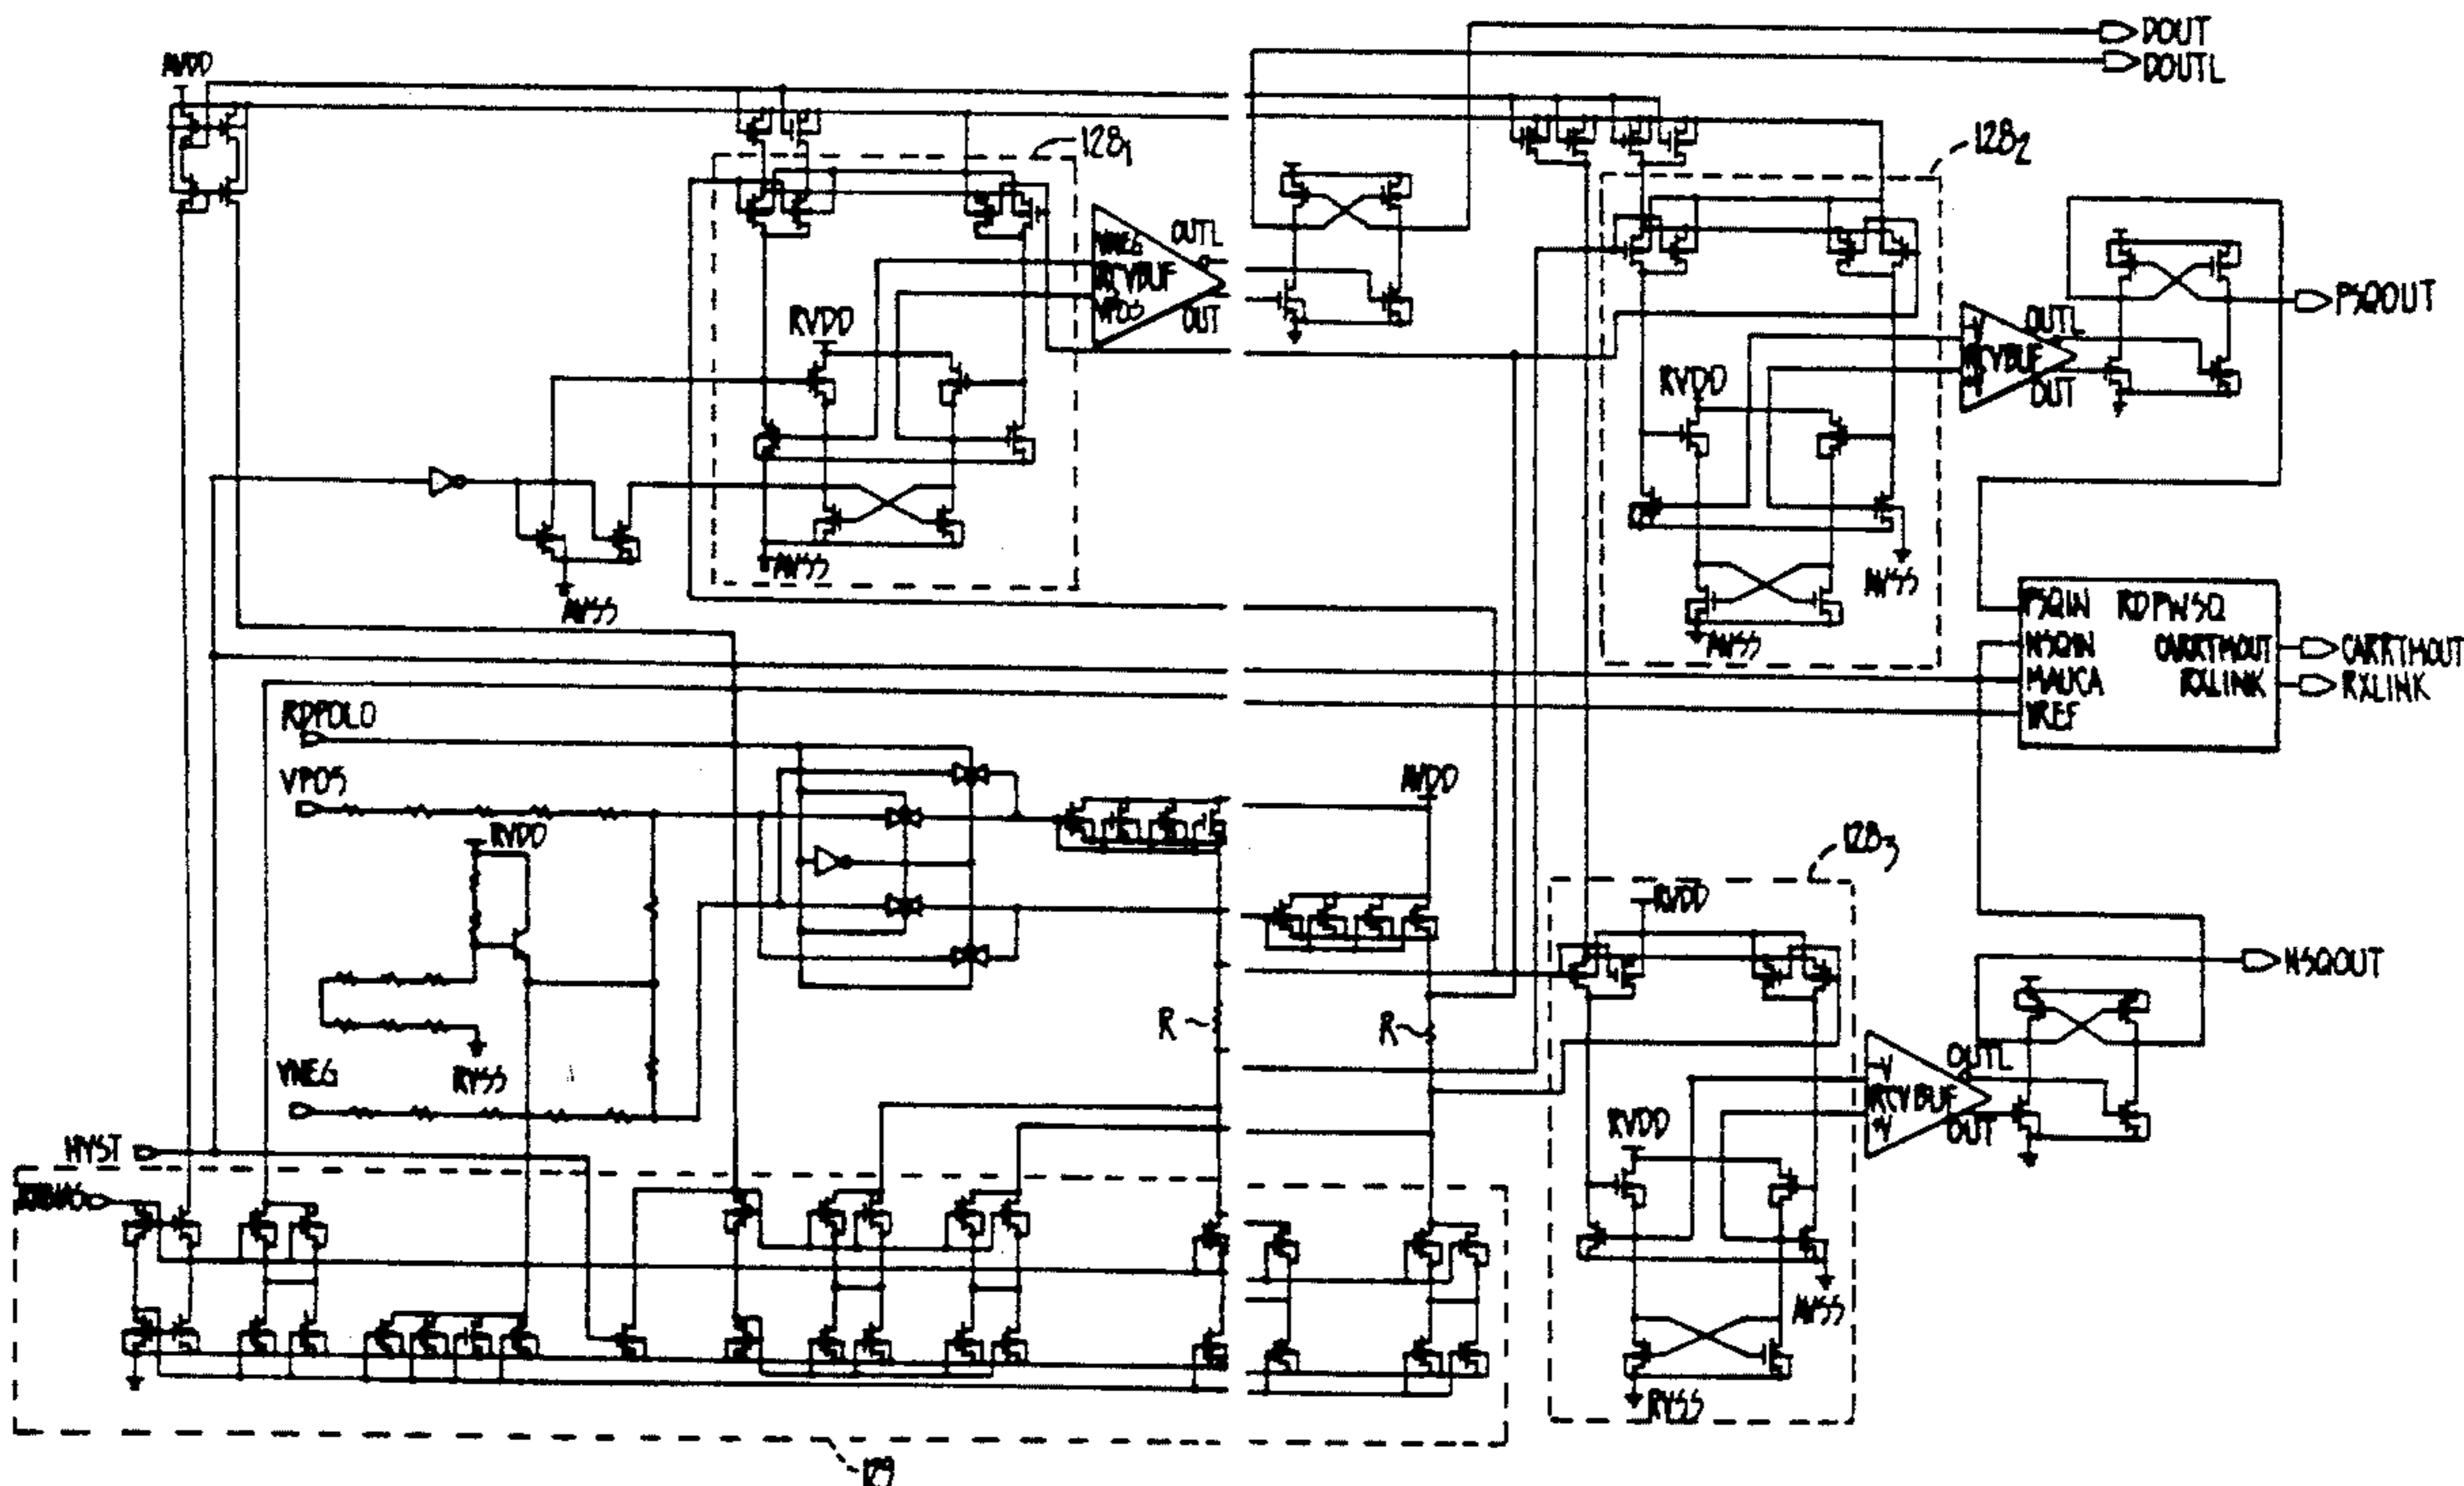 DOUT
DOUTL
AVDD
128₁
128₂
VNEG
OUTL
RCVBUF
VPOS
OUT
RVDD
PSQOUT
OUTL
RCVBUF
OUT
RVDD
AVSS
AVSS
AVSS
AVSS
PSQIN RDPWSQ
NSQIN CARRTMOUT
CARRTMOUT
MAUCA RXLINK
RXLINK
VREF
RDPOLO
VPOS
AVDD
RVDD
128₃
RVDD
NSQOUT
R
R
RVSS
VNEG
OUTL
-V
RCVBUF
+V
OUT
RVDD
HYST
AVSS
RVSS
129